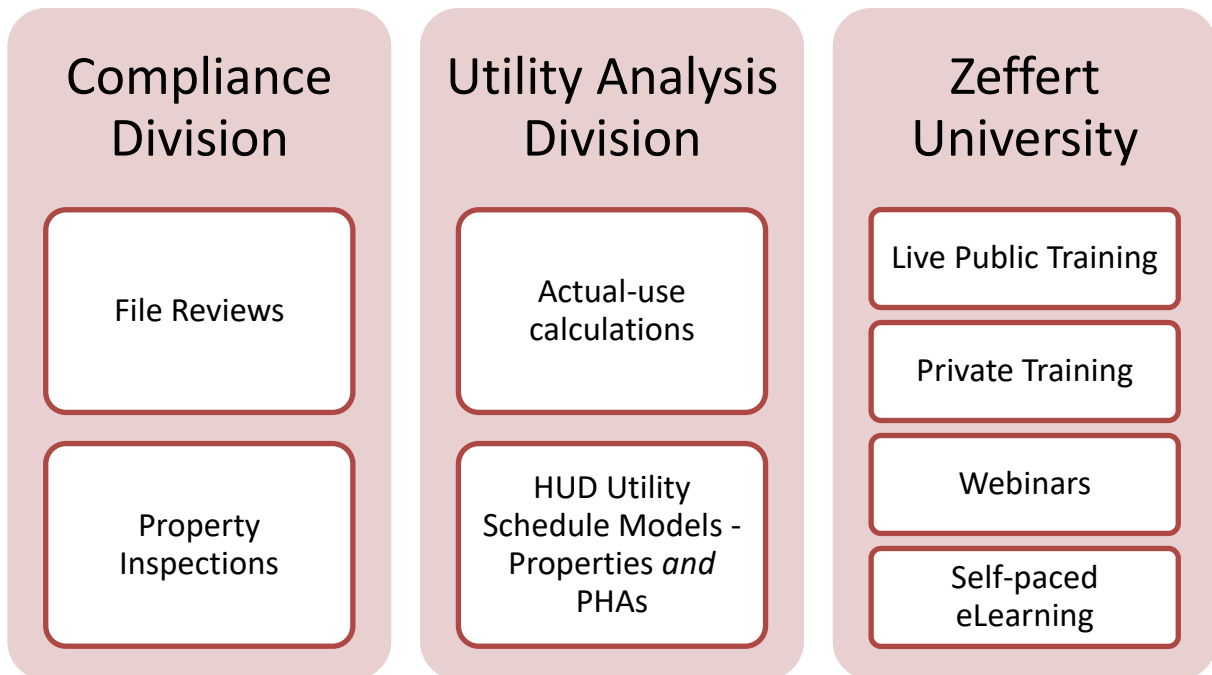 Compliance
Division
File Reviews
Property
Inspections
Utility Analysis
Division
Actual-use
calculations
HUD Utility
Schedule Models -
Properties and
PHAs
Zeffert
University
Live Public Training
Private Training
Webinars
Self-paced
eLearning